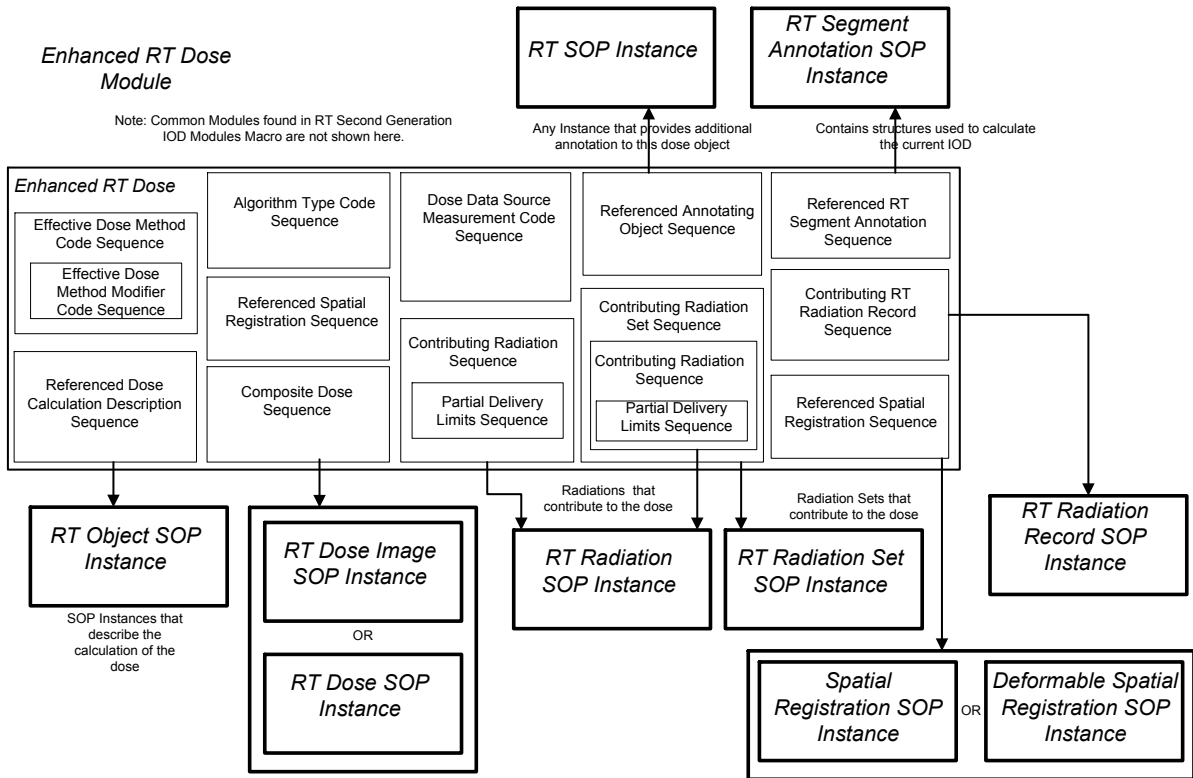 Enhanced RT Dose
Module
Note: Common Modules found in RT Second Generation
IOD Modules Macro are not shown here.
RT SOP Instance
RT Segment
Annotation SOP
Instance
Any Instance that provides additional
annotation to this dose object
Contains structures used to calculate
the current IOD
Enhanced RT Dose
Effective Dose Method
Code Sequence
Effective Dose
Method Modifier
Code Sequence
Referenced Dose
Calculation Description
Sequence
Algorithm Type Code
Sequence
Referenced Spatial
Registration Sequence
Composite Dose
Sequence
Dose Data Source
Measurement Code
Sequence
Contributing Radiation
Sequence
Partial Delivery
Limits Sequence
Referenced Annotating
Object Sequence
Contributing Radiation
Set Sequence
Contributing Radiation
Sequence
Partial Delivery
Limits Sequence
Referenced RT
Segment Annotation
Sequence
Contributing RT
Radiation Record
Sequence
Referenced Spatial
Registration Sequence
Radiations that
contribute to the dose
Radiation Sets that
contribute to the dose
RT Object SOP
Instance
SOP Instances that
describe the
calculation of the
dose
RT Dose Image
SOP Instance
OR
RT Dose SOP
Instance
RT Radiation
SOP Instance
RT Radiation Set
SOP Instance
RT Radiation
Record SOP
Instance
Spatial
Registration SOP
Instance
OR
Deformable Spatial
Registration SOP
Instance